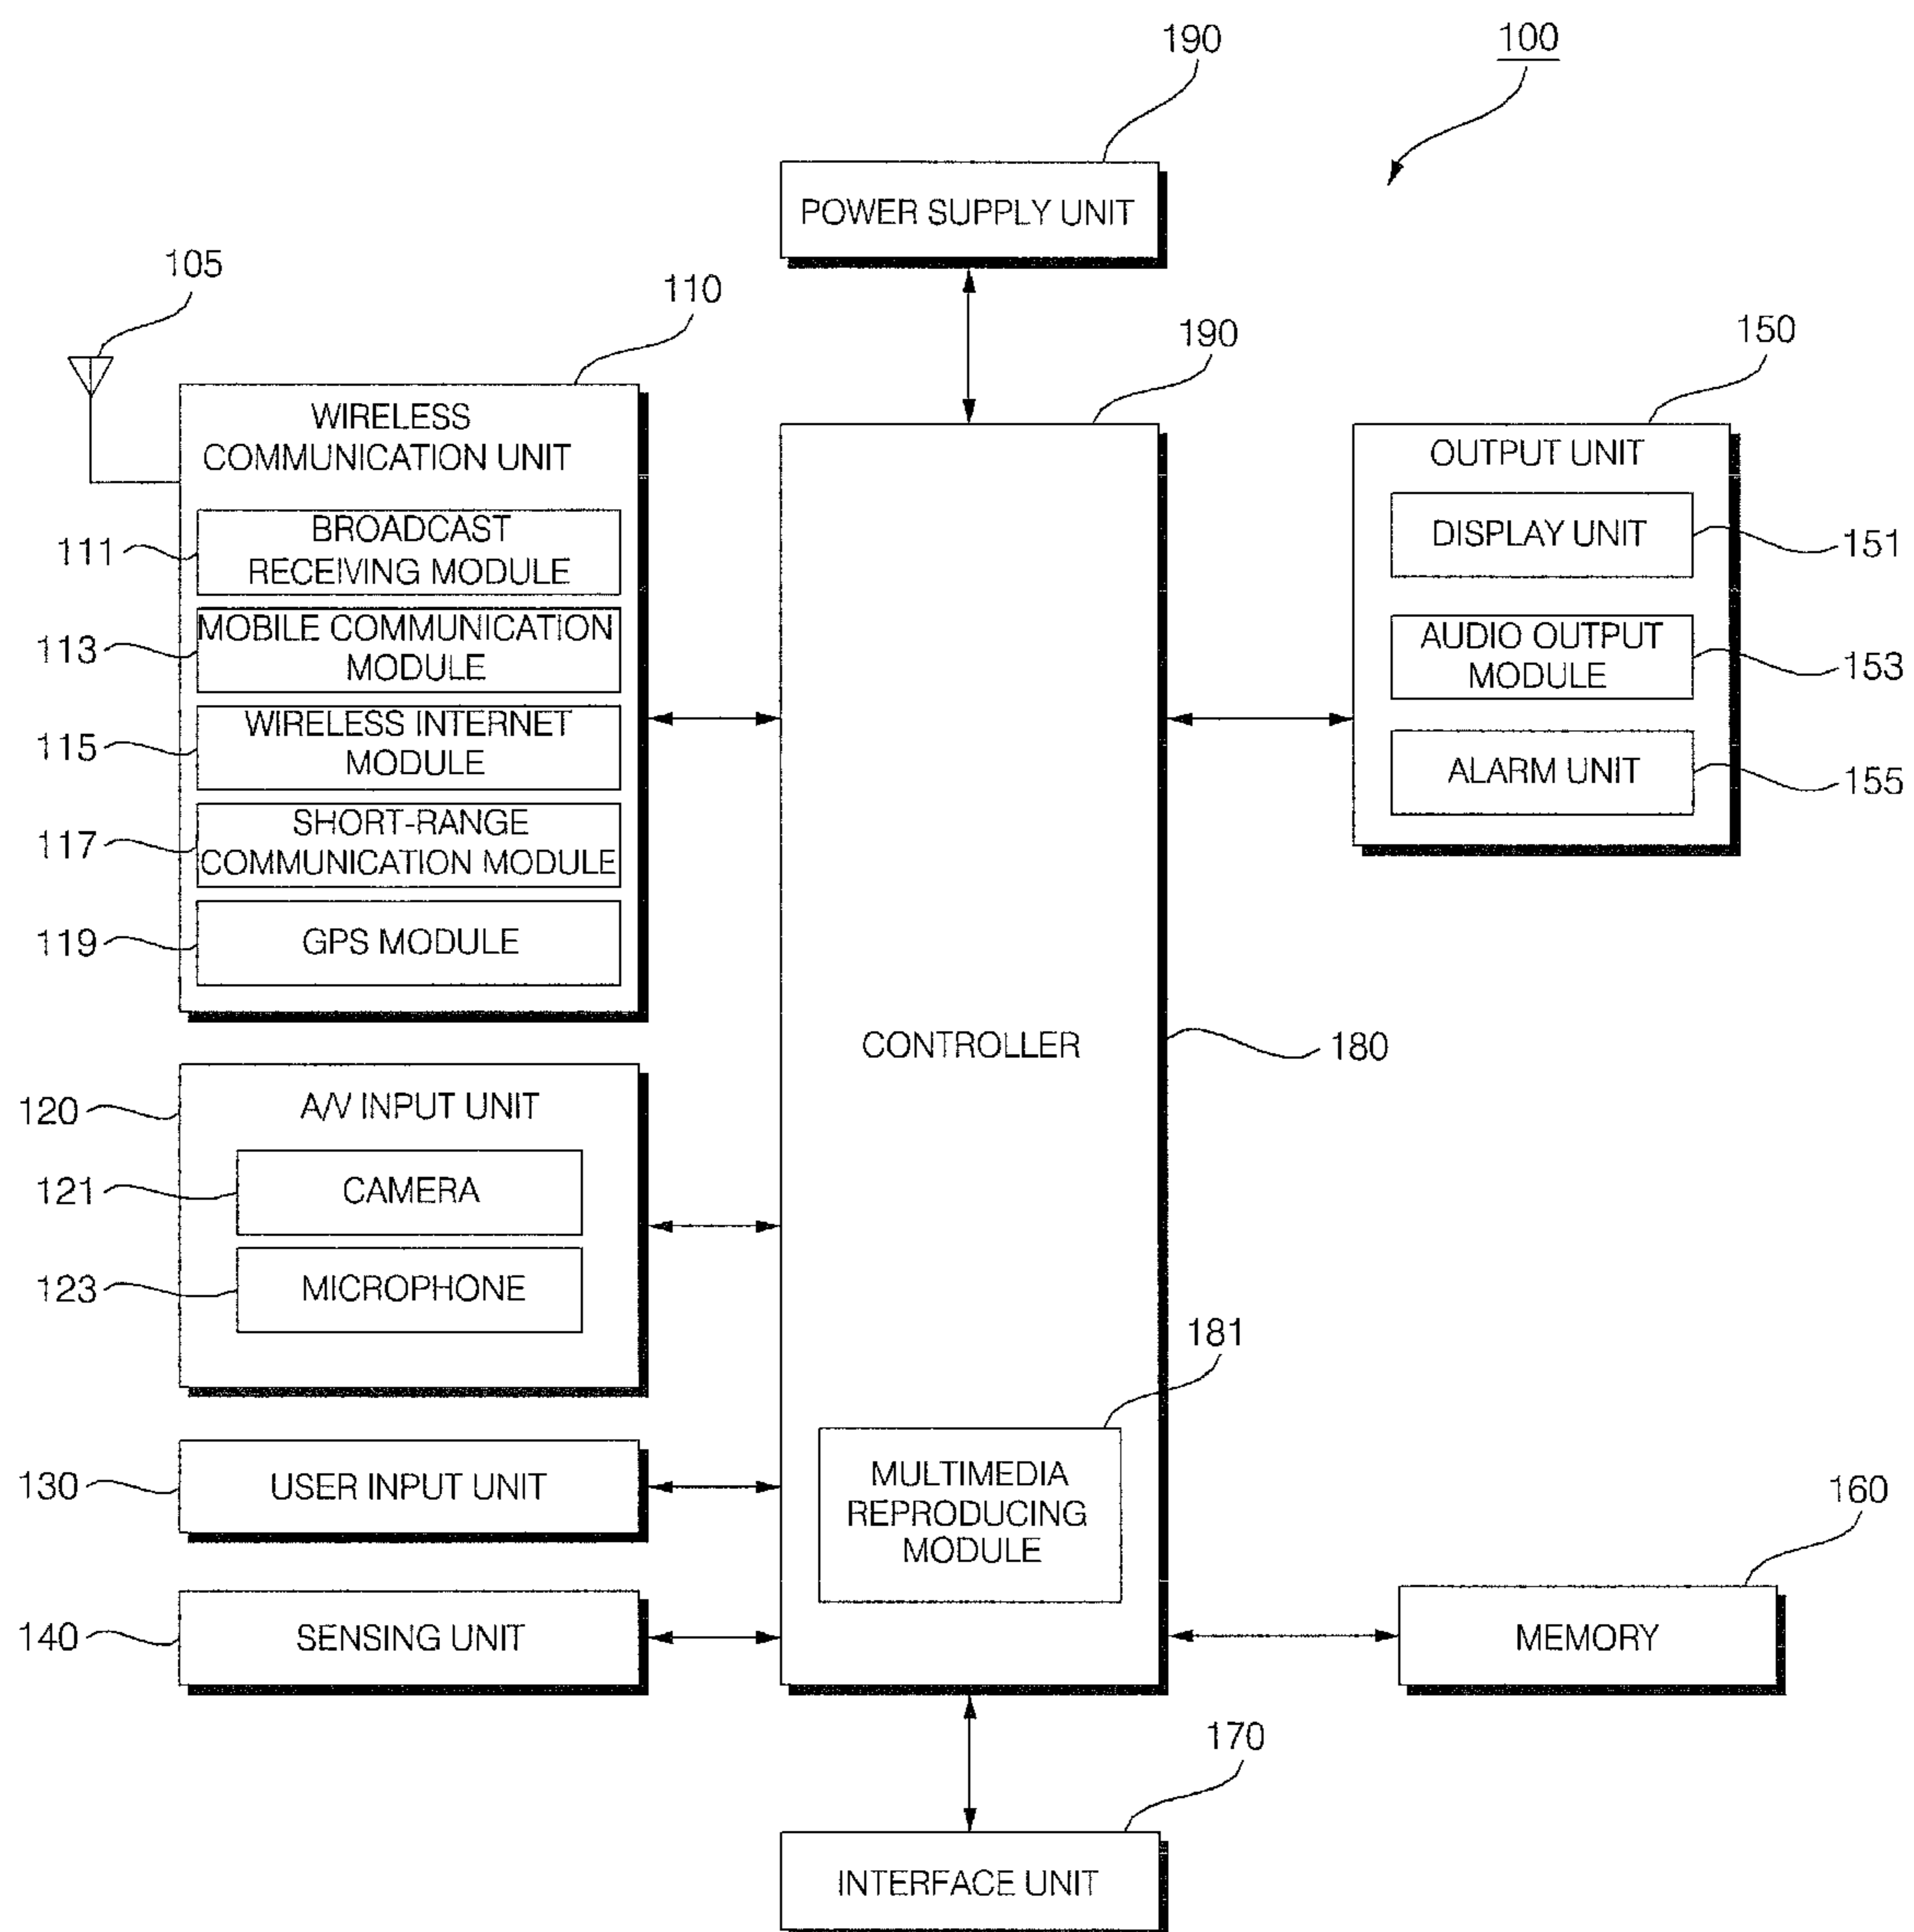 190
100
POWER SUPPLY UNIT
105
110
190
150
WIRELESS
COMMUNICATION UNIT
OUTPUT UNIT
BROADCAST
RECEIVING MODULE
111
DISPLAY UNIT
151
MOBILE COMMUNICATION
MODULE
113
AUDIO OUTPUT
MODULE
153
WIRELESS INTERNET
MODULE
115
ALARM UNIT
155
SHORT-RANGE
COMMUNICATION MODULE
117
GPS MODULE
119
CONTROLLER
180
A/V INPUT UNIT
120
CAMERA
121
MICROPHONE
123
181
MULTIMEDIA
REPRODUCING
MODULE
USER INPUT UNIT
130
160
SENSING UNIT
140
MEMORY
170
INTERFACE UNIT